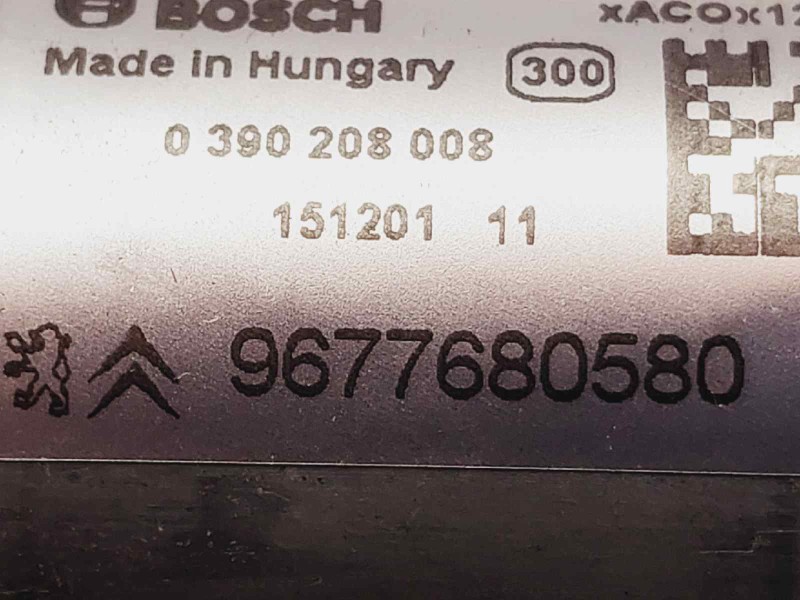 BOSCH
xACOx12
Made in Hungary
300
0 390 208 008
151201 11
9677680580